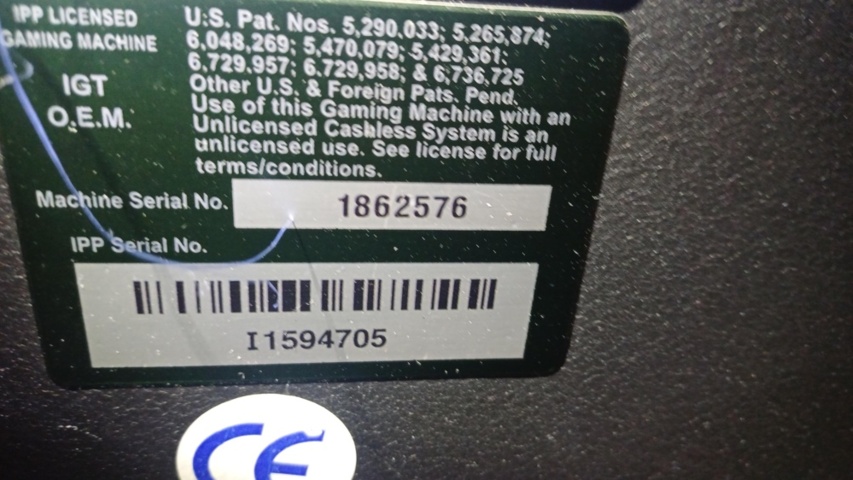 IPP LICENSED
GAMING MACHINE
IGT
O.E.M.
U.S. Pat. Nos. 5,290,033; 5,265,874;
6,048,269; 5,470,079; 5,429,361;
6,729,957; 6,729,958; & 6,736,725
Other U.S. & Foreign Pats. Pend.
Use of this Gaming Machine with an
Unlicensed Cashless System is an
unlicensed use. See license for full
terms/conditions.
Machine Serial No. 1862576
IPP Serial No.
I1594705
CE